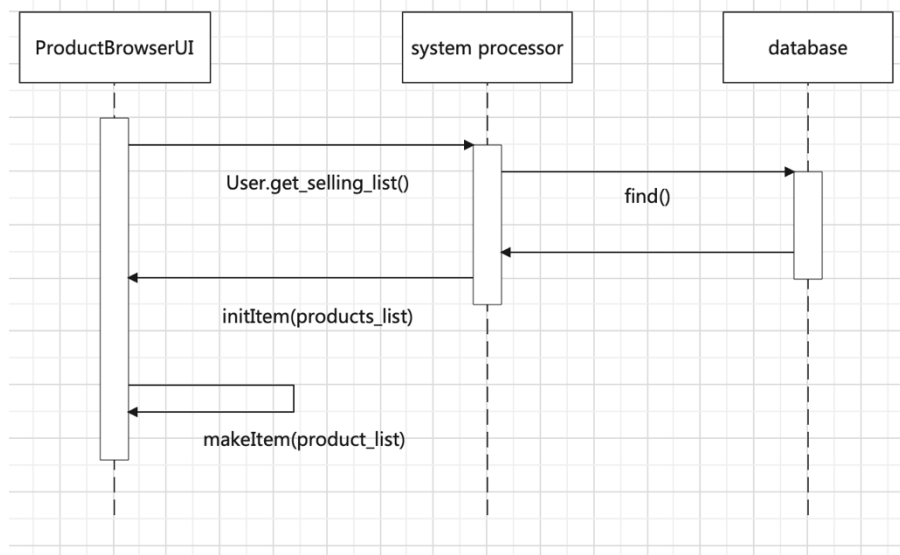 ProductBrowserUI
system processor
database
User.get_selling_list()
find()
initItem(products_list)
makeItem(product_list)